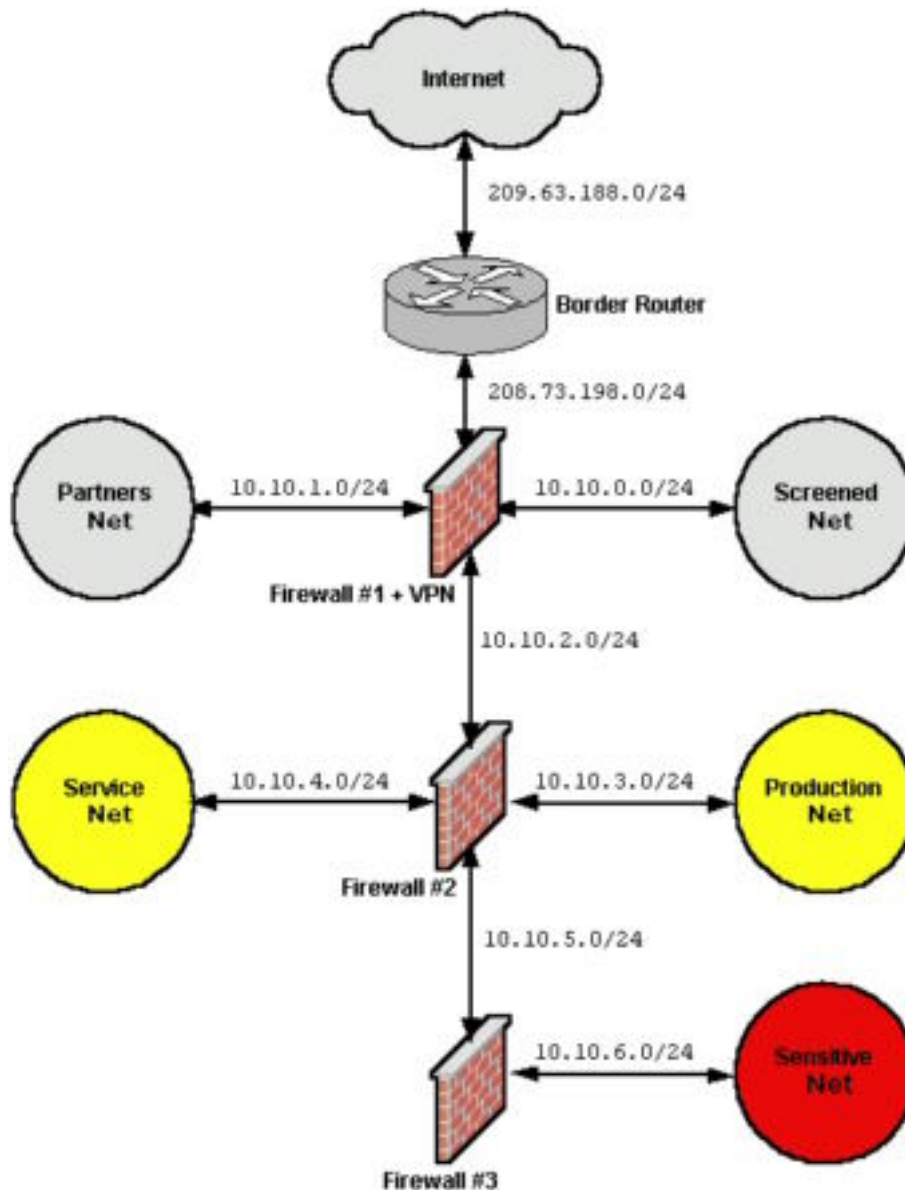 Internet
209.63.188.0/24
Border Router
208.73.198.0/24
Partners
Net
10.10.1.0/24
10.10.0.0/24
Screened
Net
Firewall #1 + VPN
10.10.2.0/24
Service
Net
10.10.4.0/24
10.10.3.0/24
Production
Net
Firewall #2
10.10.5.0/24
10.10.6.0/24
Sensitive
Net
Firewall #3